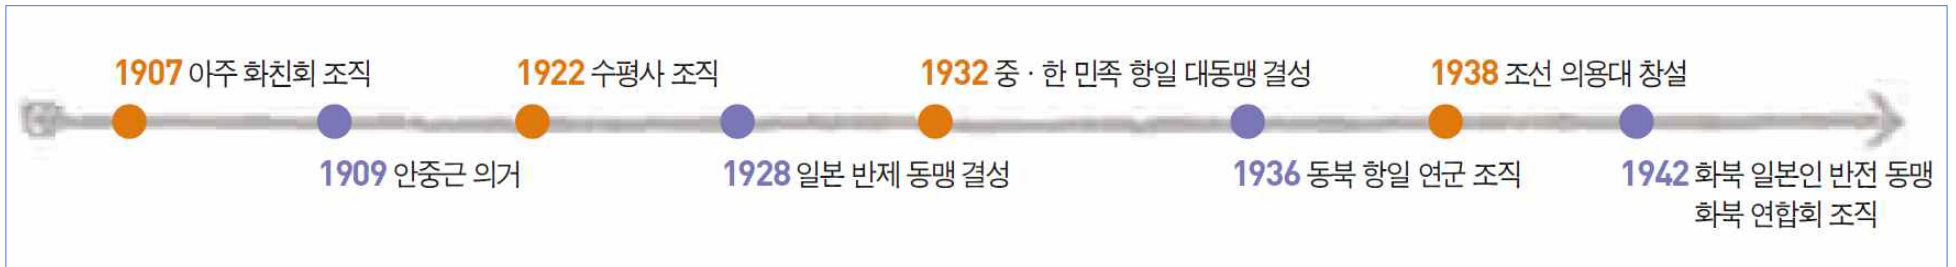 1907 아주 화친회 조직
1909 안중근 의거
1922 수평사 조직
1928 일본 반제 동맹 결성
1932 중 · 한 민족 항일 대동맹 결성
1936 동북 항일 연군 조직
1938 조선 의용대 창설
1942 화북 일본인 반전 동맹
화북 연합회 조직